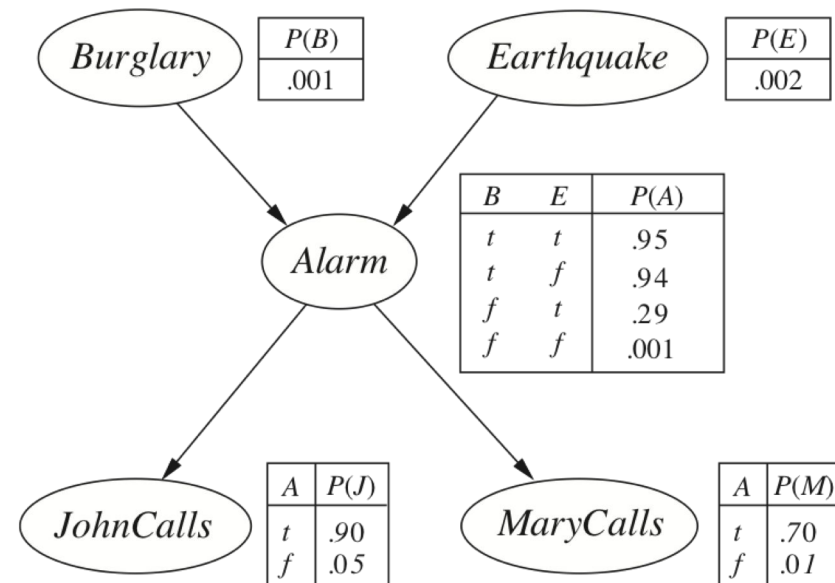 Burglary
P(B)
.001
Earthquake
P(E)
.002
B E P(A)
t t .95
t f .94
f t .29
f f .001
Alarm
JohnCalls
A P(J)
t .90
f .05
MaryCalls
A P(M)
t .70
f .01